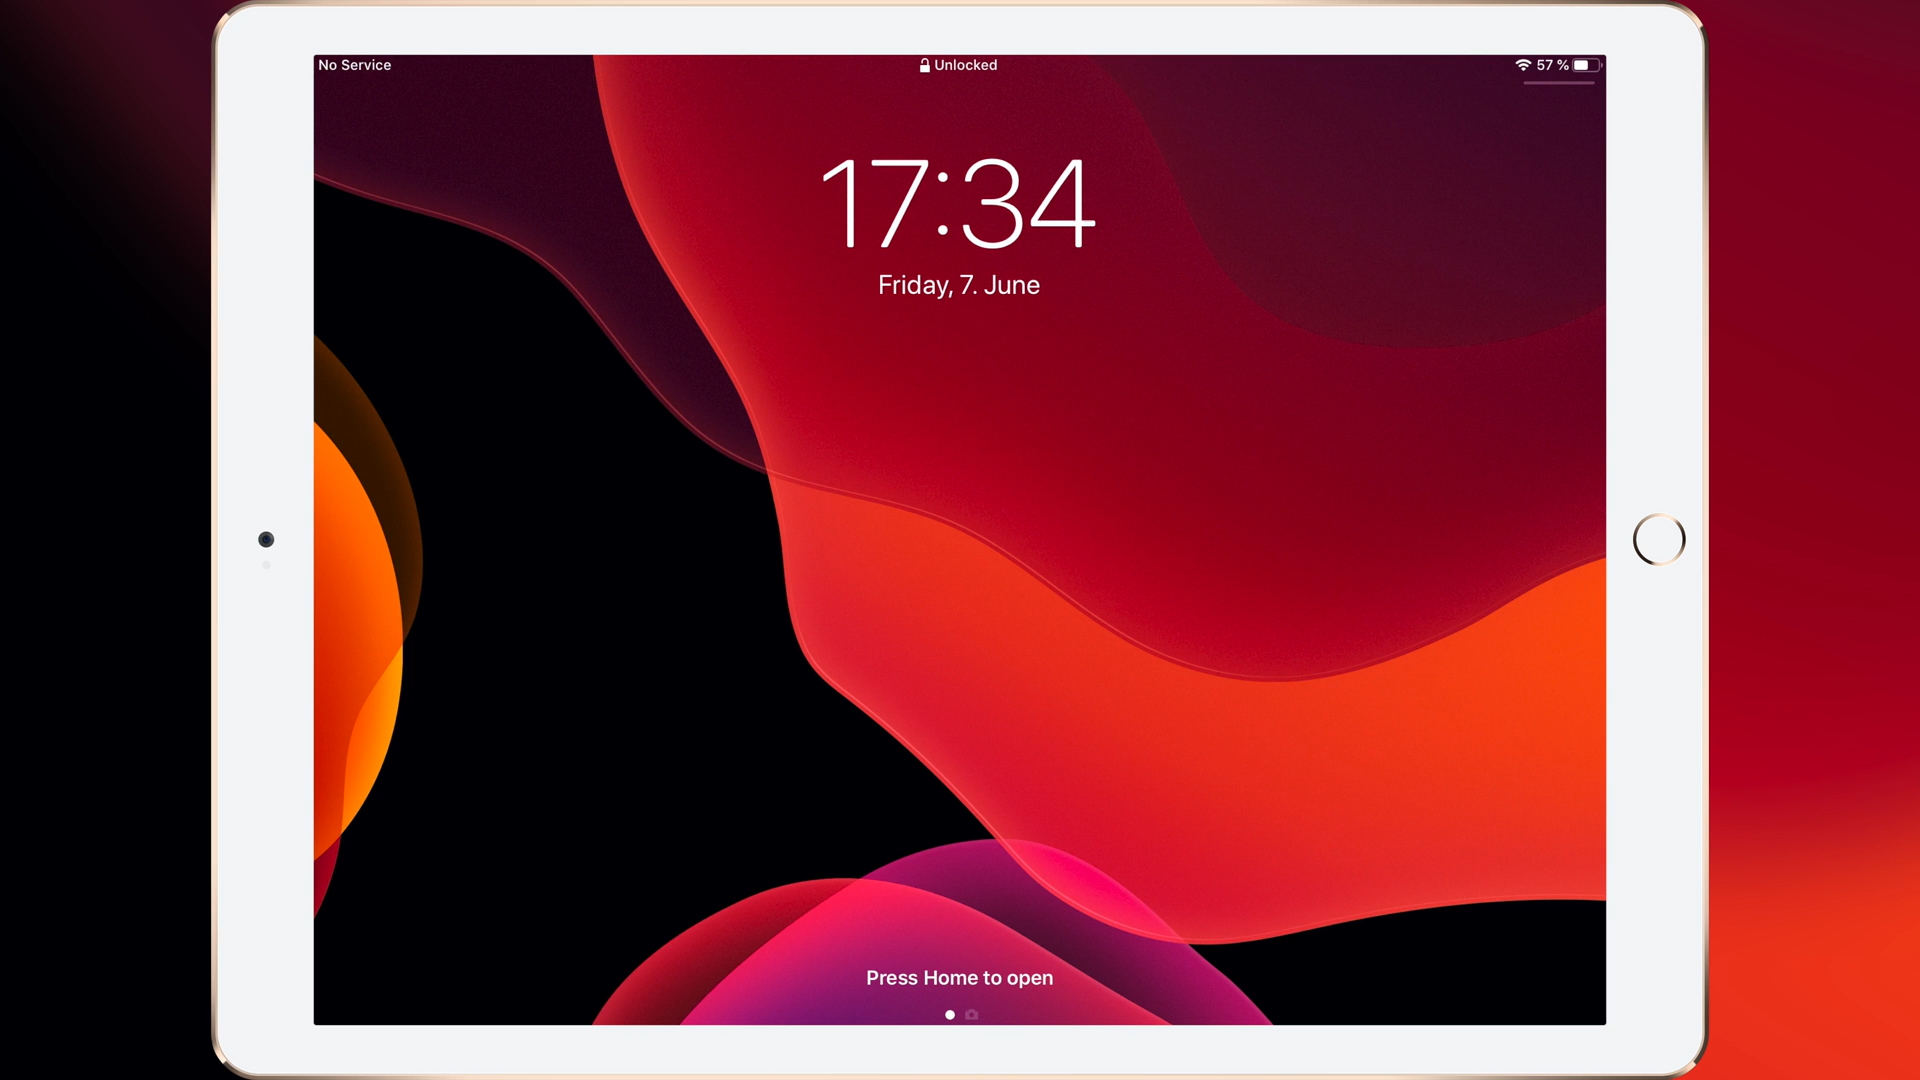 No Service
Unlocked
57 %
17:34
Friday, 7. June
Press Home to open